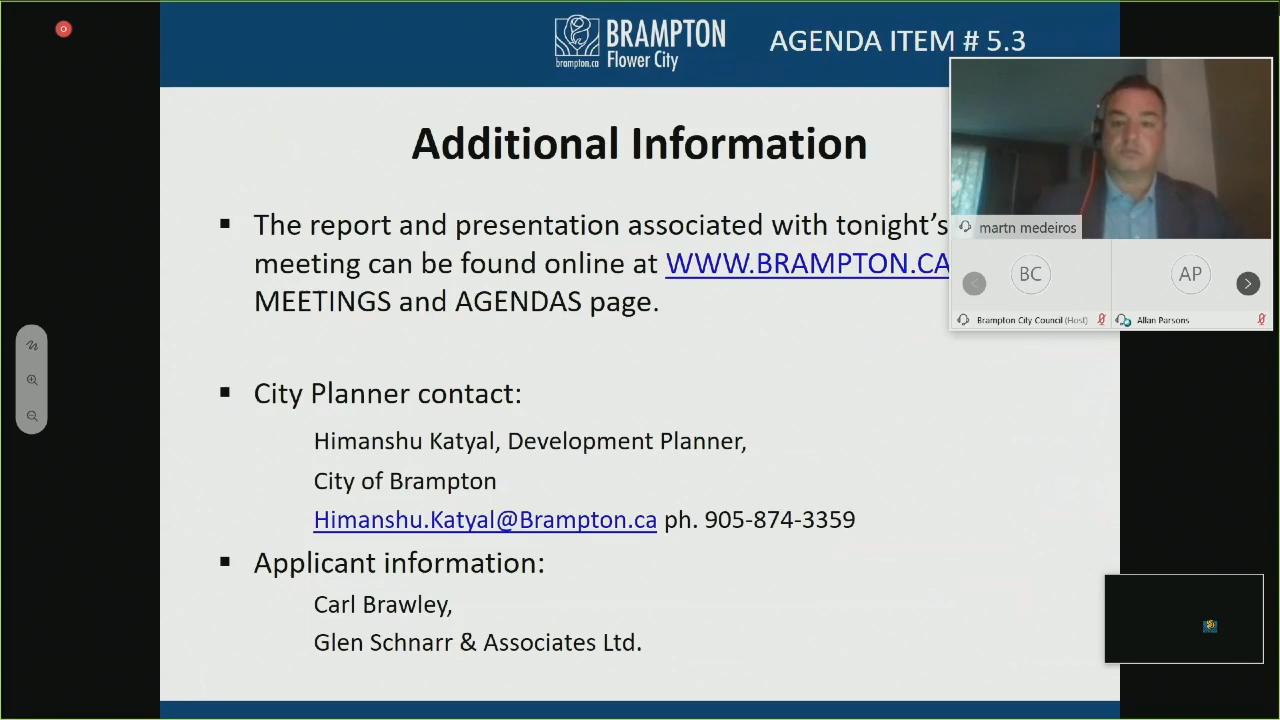 BRAMPTON
brampton.ca Flower City
AGENDA ITEM # 5.3
Additional Information
▪ The report and presentation associated with tonight's
meeting can be found online at WWW.BRAMPTON.CA
MEETINGS and AGENDAS page.
▪ City Planner contact:
Himanshu Katyal, Development Planner,
City of Brampton
Himanshu.Katyal@Brampton.ca ph. 905-874-3359
▪ Applicant information:
Carl Brawley,
Glen Schnarr & Associates Ltd.
martn medeiros
BC
AP
Brampton City Council (Host)
Allan Parsons